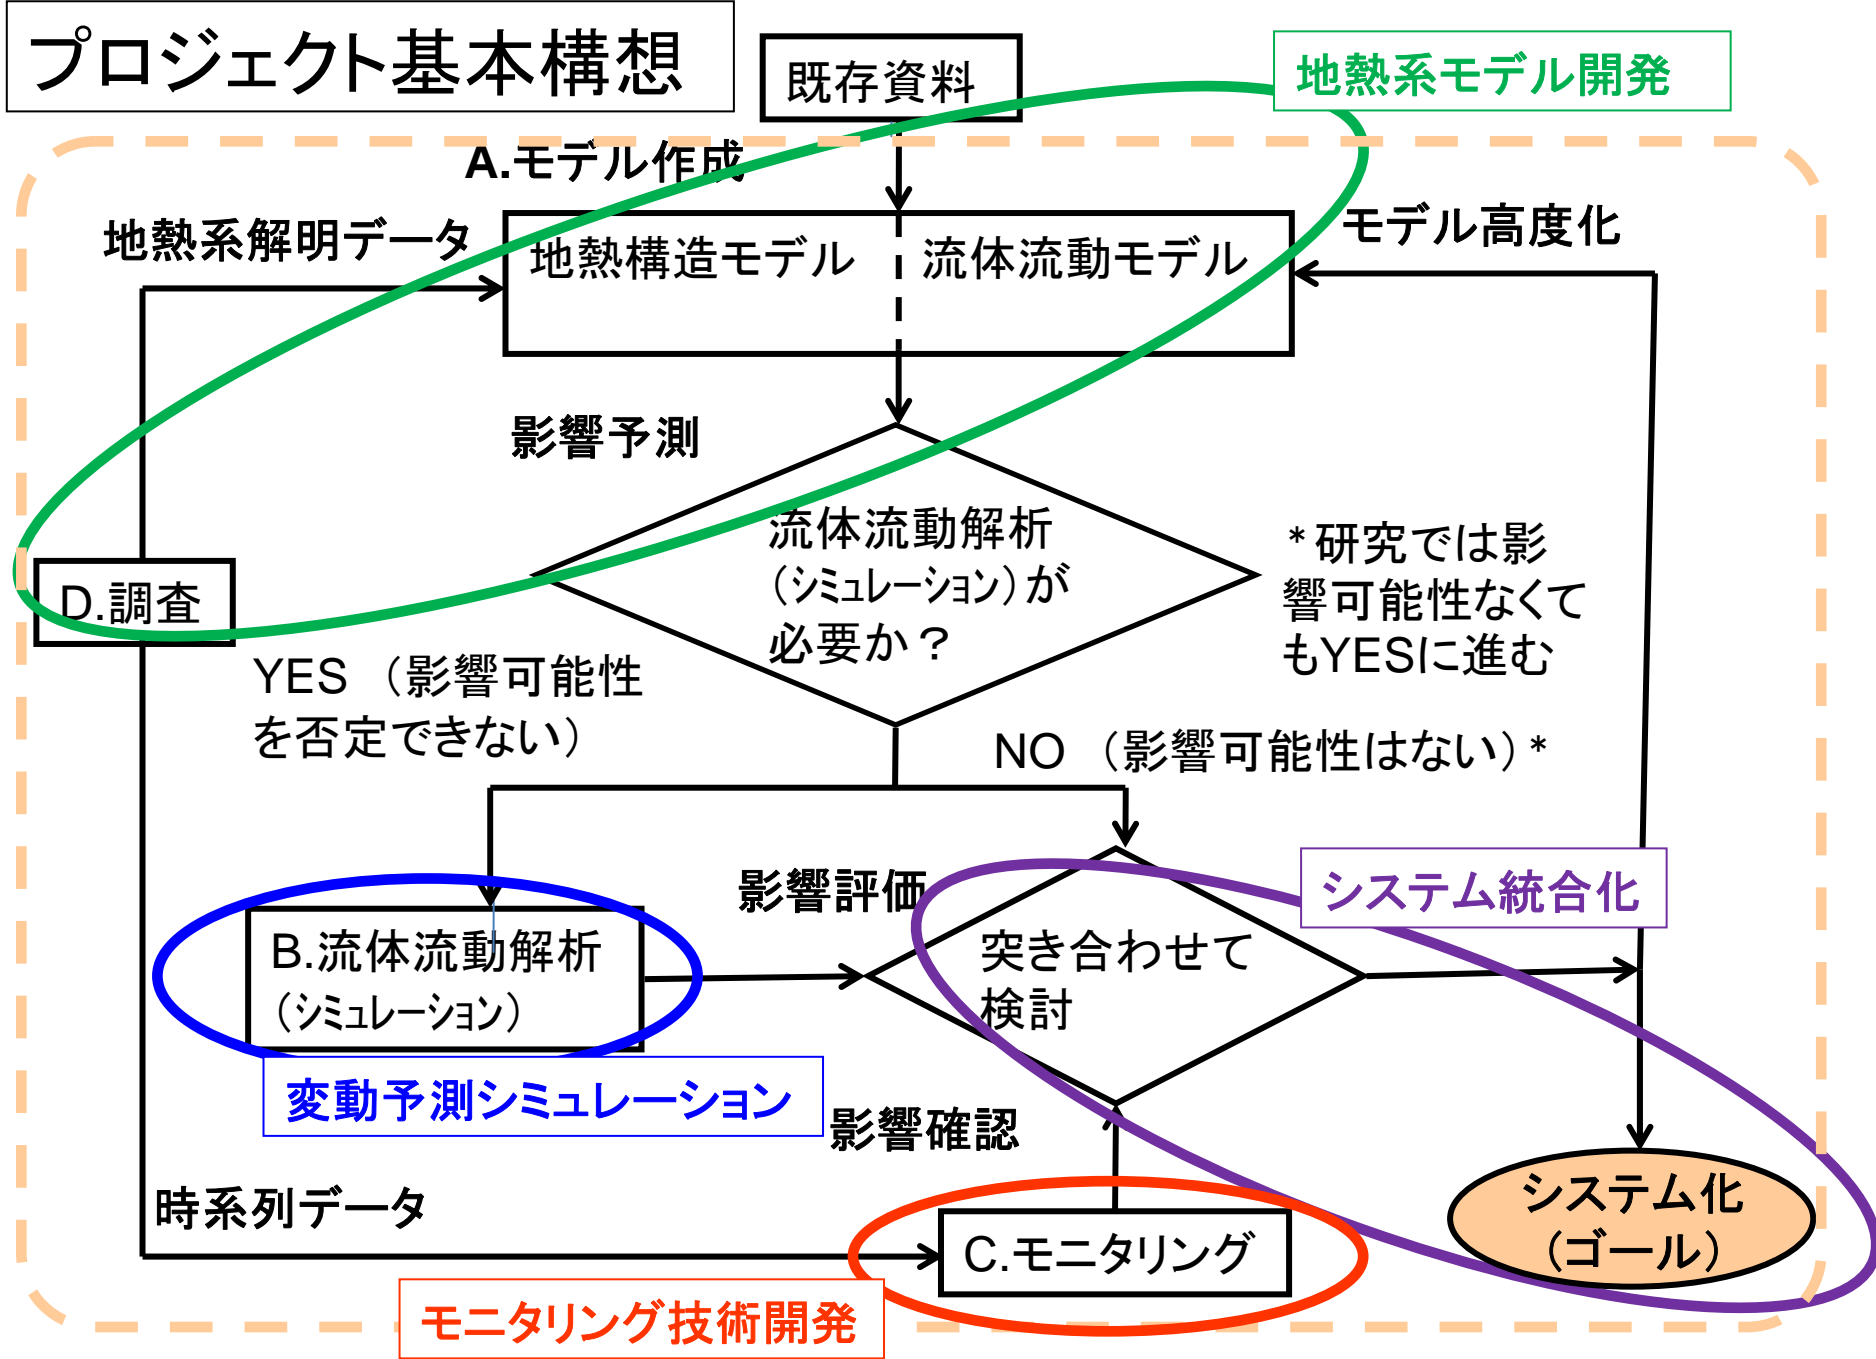 プロジェクト基本構想
既存資料
地熱系モデル開発
A.モデル作成
地熱系解明データ
地熱構造モデル
流体流動モデル
モデル高度化
影響予測
流体流動解析
（シミュレーション）が
必要か？
*研究では影
響可能性なくて
もYESに進む
D.調査
YES （影響可能性
を否定できない）
NO （影響可能性はない）*
影響評価
システム統合化
B.流体流動解析
（シミュレーション）
突き合わせて
検討
変動予測シミュレーション
影響確認
時系列データ
C.モニタリング
システム化
（ゴール）
モニタリング技術開発